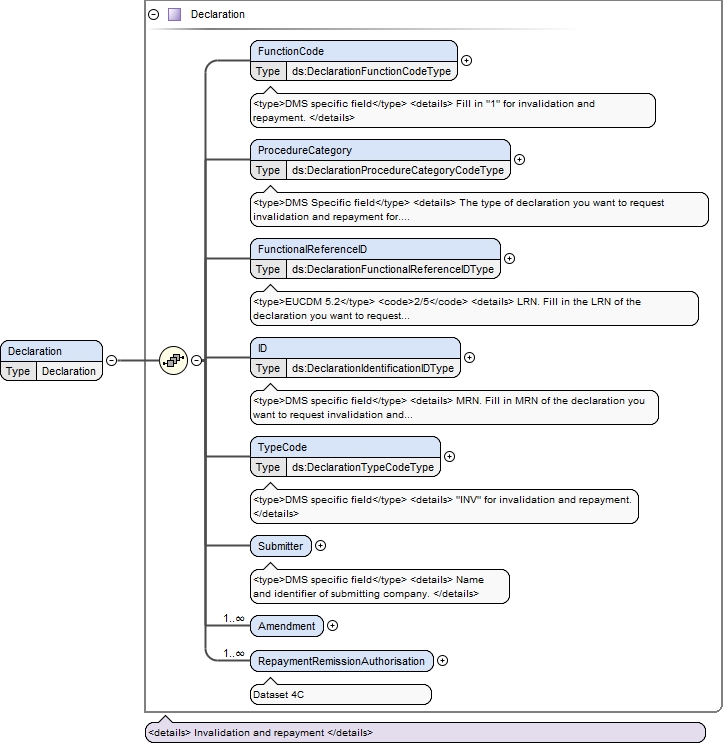 Declaration
FunctionCode
Type ds:DeclarationFunctionCodeType
<type>DMS specific field</type> <details> Fill in "1" for invalidation and
repayment. </details>
ProcedureCategory
Type ds:DeclarationProcedureCategoryCodeType
<type>DMS Specific field</type> <details> The type of declaration you want to request
invalidation and repayment for....
FunctionalReferenceID
Type ds:DeclarationFunctionalReferenceIDType
<type>EUCDM 5.2</type> <code>2/5</code> <details> LRN. Fill in the LRN of the
declaration you want to request...
Declaration
Type Declaration
ID
Type ds:DeclarationIdentificationIDType
<type>DMS specific field</type> <details> MRN. Fill in MRN of the declaration you
want to request invalidation and...
TypeCode
Type ds:DeclarationTypeCodeType
<type>DMS specific field</type> <details> "INV" for invalidation and repayment.
</details>
Submitter
<type>DMS specific field</type> <details> Name
and identifier of submitting company. </details>
1..∞
Amendment
1..∞
RepaymentRemissionAuthorisation
Dataset 4C
<details> Invalidation and repayment </details>